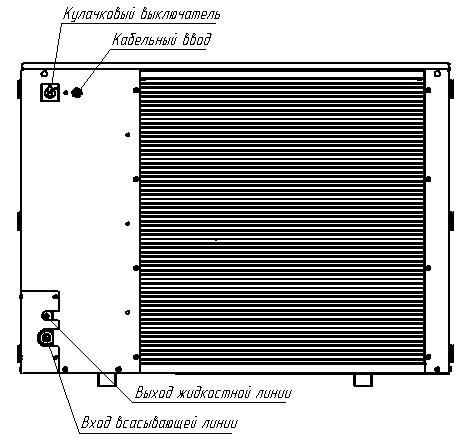 Кулачковый выключатель
Кабельный ввод
Выход жидкостной линии
Вход всасывающей линии